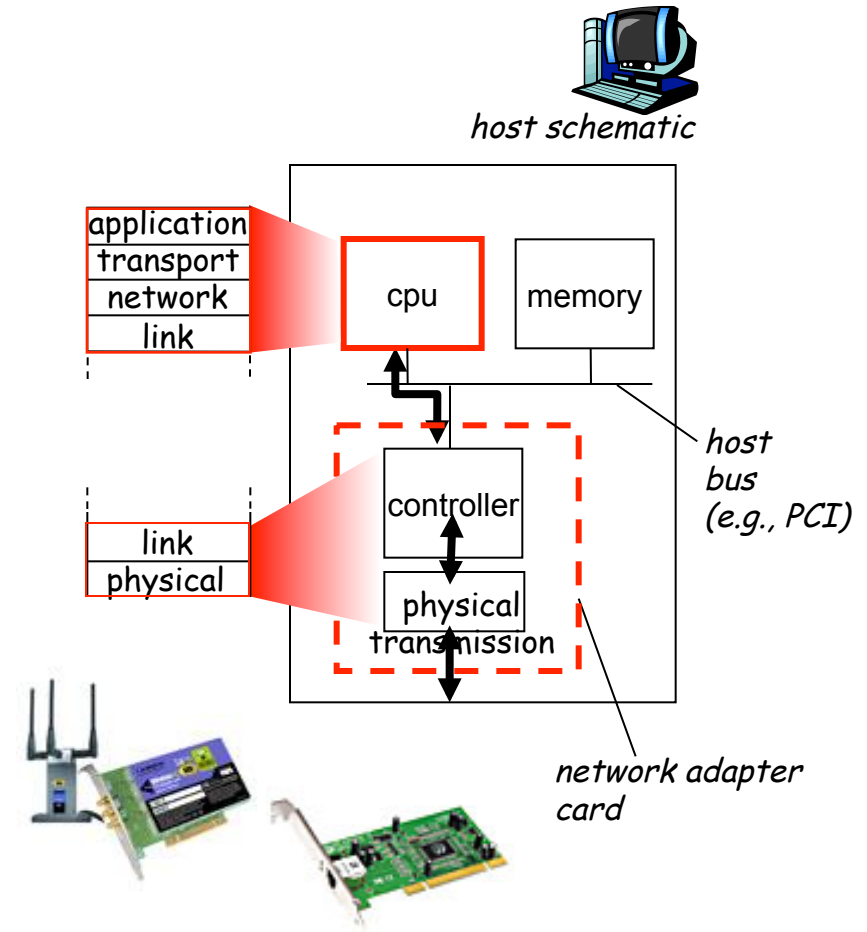 host schematic
application
transport
network
link
cpu
memory
host
bus
(e.g., PCI)
controller
link
physical
physical
transmission
network adapter
card